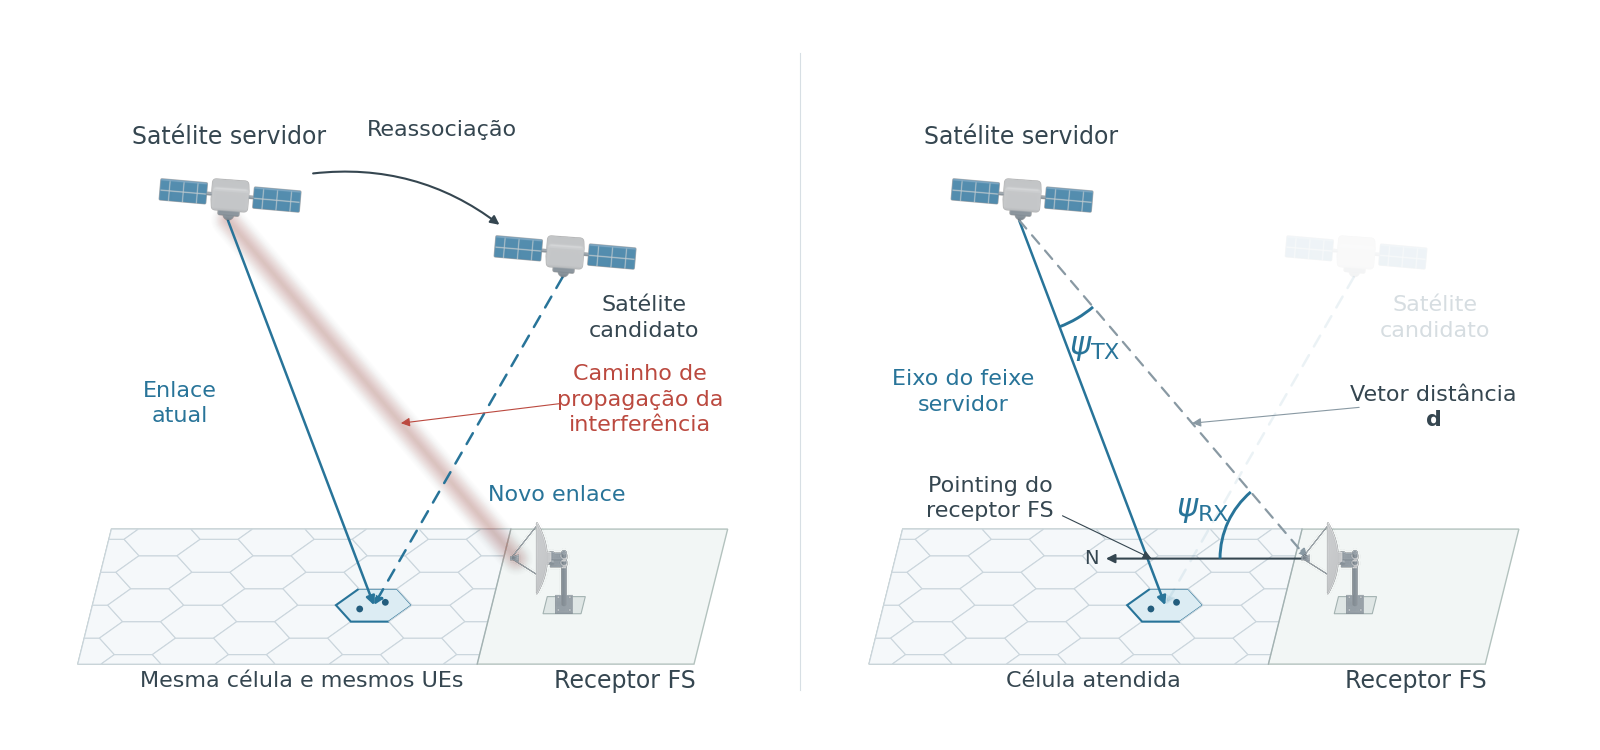 Satélite servidor
Reassociação
Satélite
candidato
Caminho de
propagação da
interferência
Enlace
atual
Novo enlace
Mesma célula e mesmos UEs
Receptor FS
Satélite servidor
Satélite
candidato
ψTX
Eixo do feixe
servidor
Vetor distância
d
Pointing do
receptor FS
ψRX
N
Célula atendida
Receptor FS